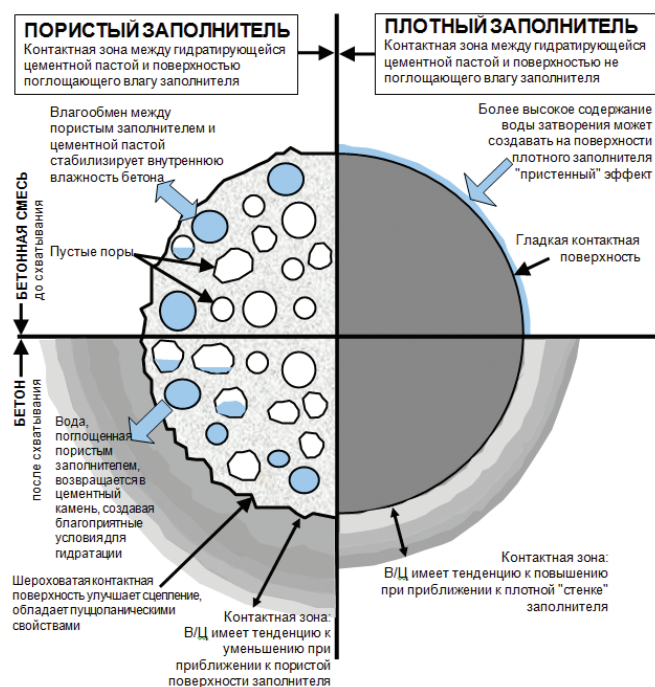 ПОРИСТЫЙ ЗАПОЛНИТЕЛЬ
Контактная зона между гидратирующейся
цементной пастой и поверхностью
поглощающего влагу заполнителя
ПЛОТНЫЙ ЗАПОЛНИТЕЛЬ
Контактная зона между гидратирующейся
цементной пастой и поверхностью не
поглощающего влагу заполнителя
Влагообмен между
пористым заполнителем и
цементной пастой
стабилизирует внутреннюю
влажность бетона
Более высокое содержание
воды затворения может
создавать на поверхности
плотного заполнителя
"пристенный" эффект
Пустые поры
Гладкая контактная
поверхность
БЕТОННАЯ СМЕСЬ
до схватывания
БЕТОН
после схватывания
Вода,
поглощенная
пористым
заполнителем,
возвращается в
цементный
камень, создавая
благоприятные
условия для
гидратации
Шероховатая контактная
поверхность улучшает сцепление,
обладает пуццоланическими
свойствами
Контактная зона:
В/Ц имеет тенденцию к
уменьшению при
приближении к пористой
поверхности заполнителя
Контактная зона:
В/Ц имеет тенденцию к повышению
при приближении к плотной "стенке"
заполнителя